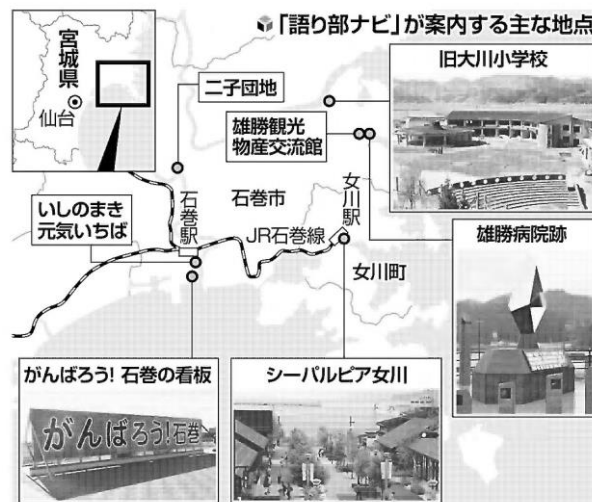 「語り部ナビ」が案内する主な地点
宮城県
仙台
二子団地
旧大川小学校
雄勝観光
物産交流館
いしのまき
元気いちば
石巻駅
石巻市
女川駅
JR石巻線
女川町
雄勝病院跡
がんばろう! 石巻の看板
がんばろう!石巻
シーパルピア女川